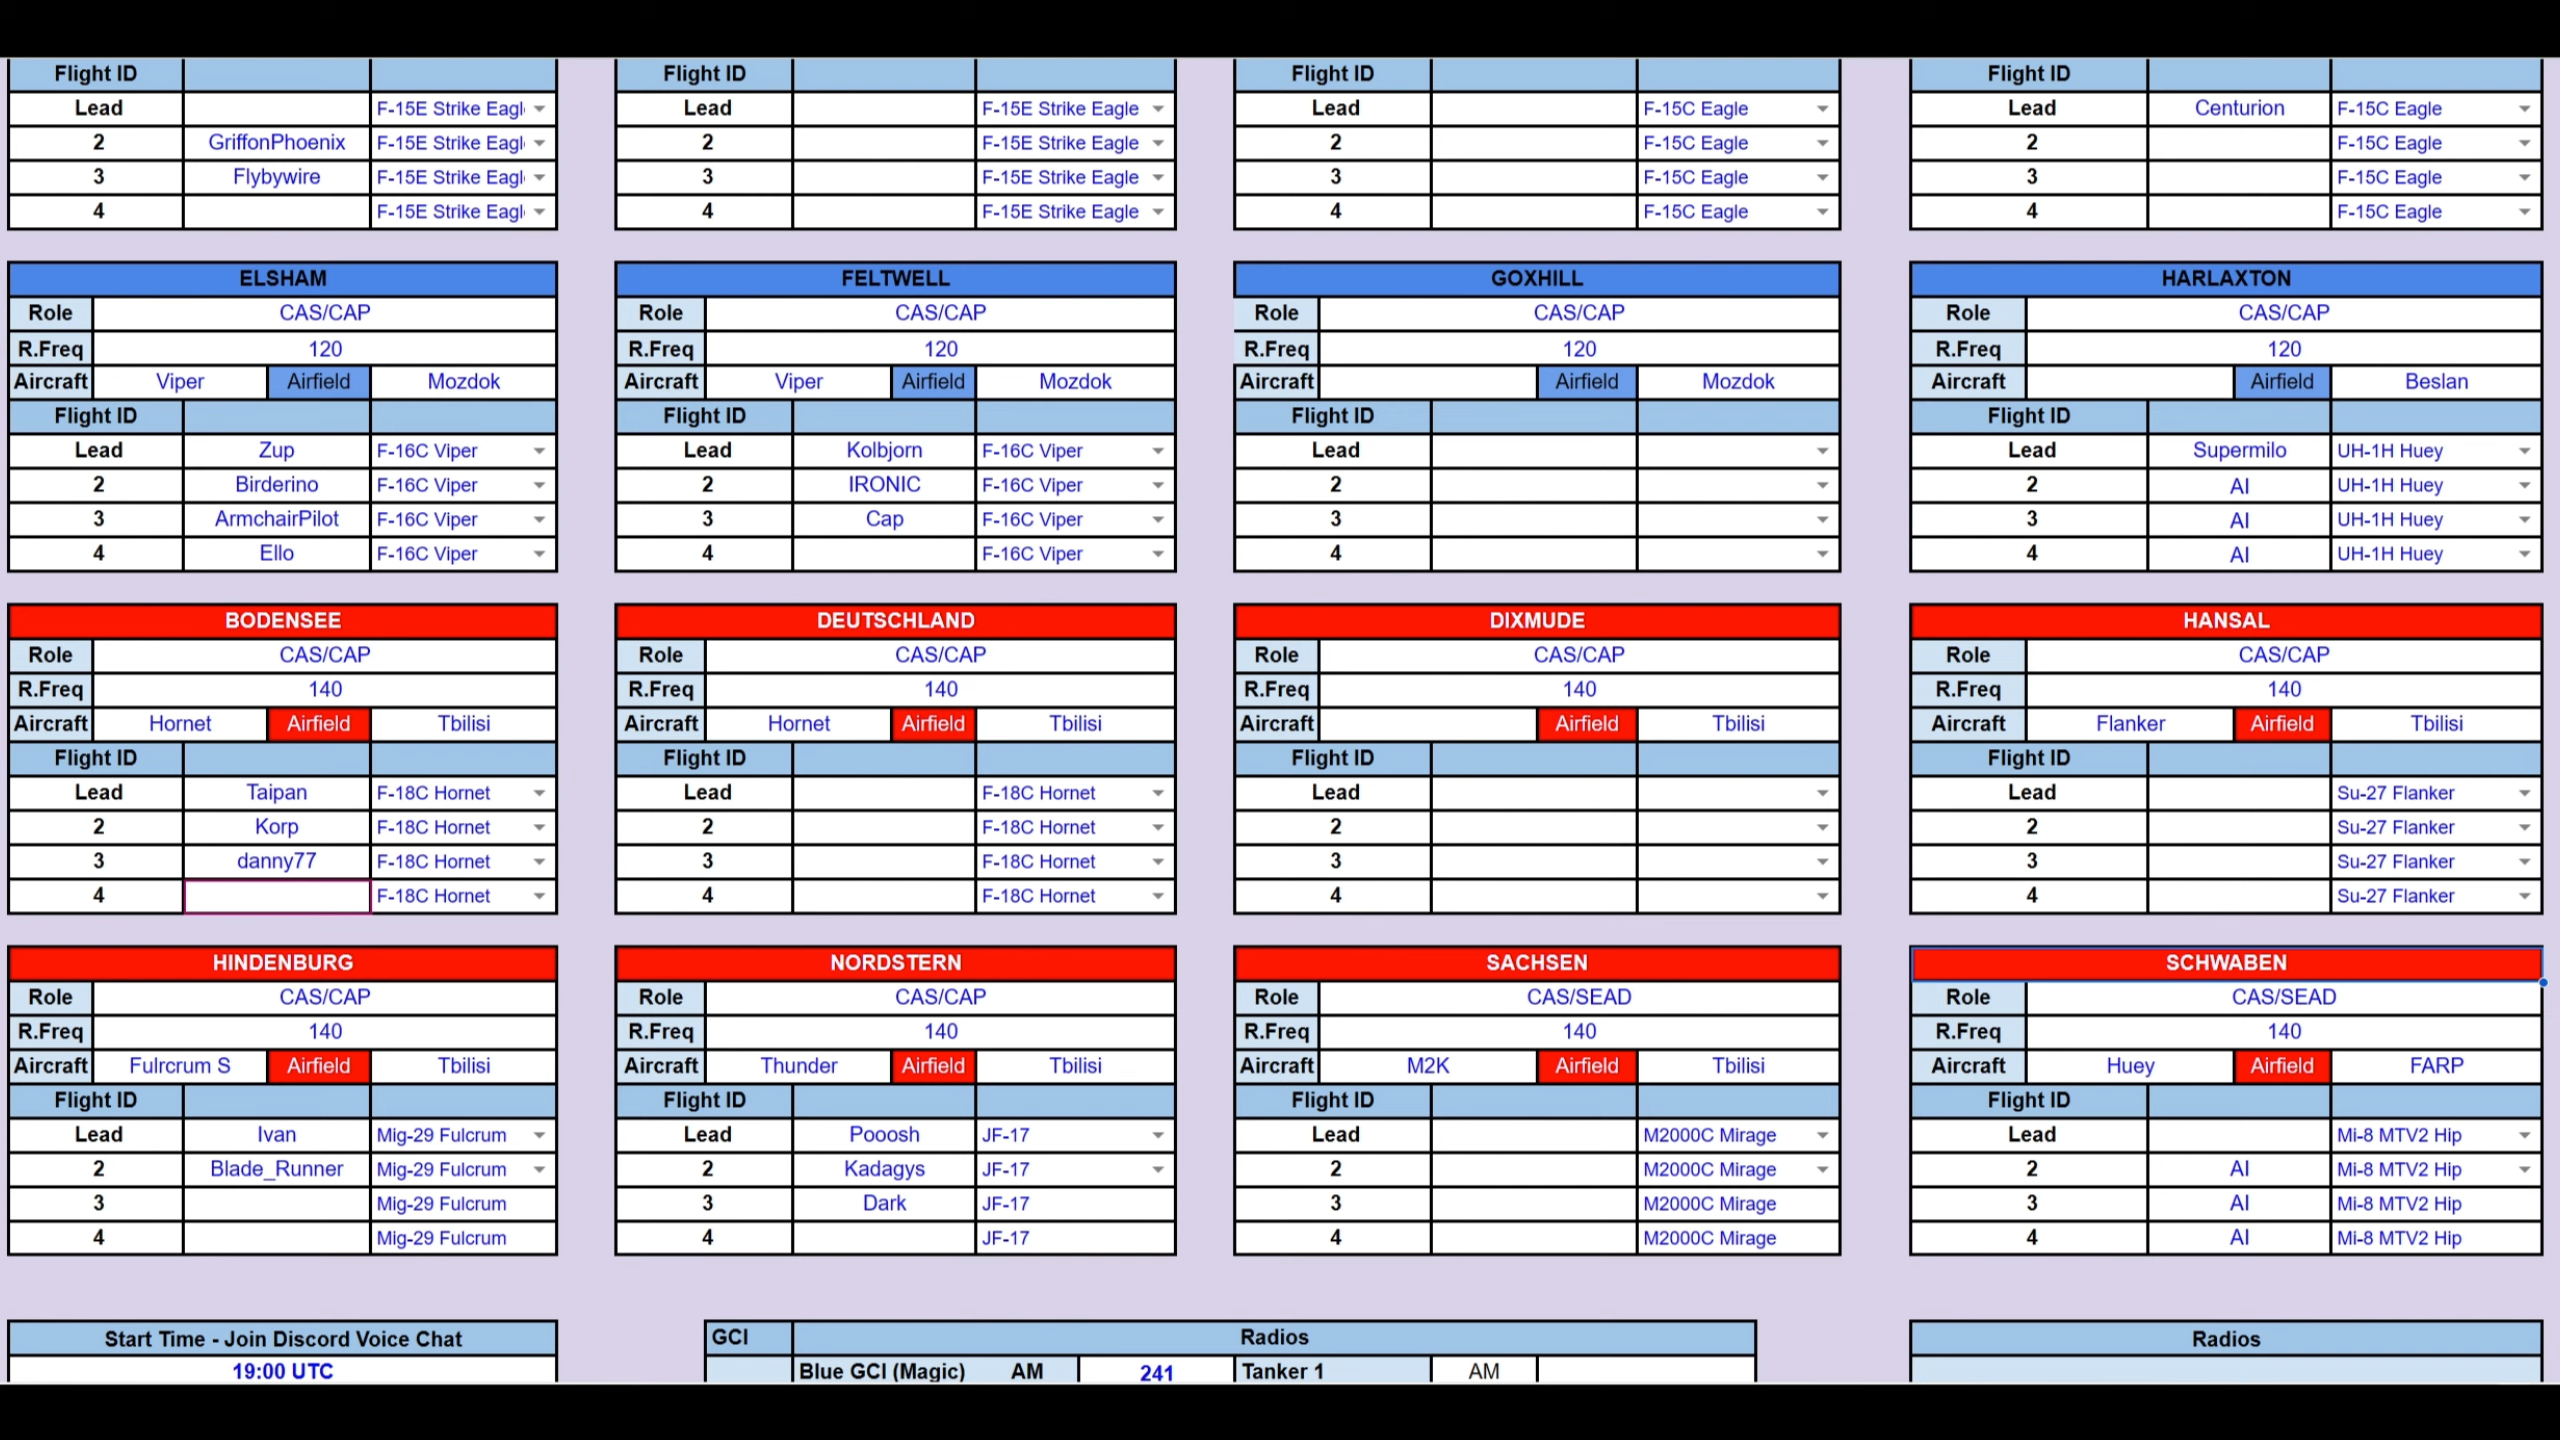 Flight ID Flight ID Flight ID Flight ID
Lead F-15E Strike Eagl Lead F-15E Strike Eagle Lead F-15C Eagle Lead Centurion F-15C Eagle
2 GriffonPhoenix F-15E Strike Eagl 2 F-15E Strike Eagle 2 F-15C Eagle 2 F-15C Eagle
3 Flybywire F-15E Strike Eagl 3 F-15E Strike Eagle 3 F-15C Eagle 3 F-15C Eagle
4 F-15E Strike Eagl 4 F-15E Strike Eagle 4 F-15C Eagle 4 F-15C Eagle
ELSHAM FELTWELL GOXHILL HARLAXTON
Role CAS/CAP Role CAS/CAP Role CAS/CAP Role CAS/CAP
R.Freq 120 R.Freq 120 R.Freq 120 R.Freq 120
Aircraft Viper Airfield Mozdok Aircraft Viper Airfield Mozdok Aircraft Airfield Mozdok Aircraft Airfield Beslan
Flight ID Flight ID Flight ID Flight ID
Lead Zup F-16C Viper Lead Kolbjorn F-16C Viper Lead Lead Supermilo UH-1H Huey
2 Birderino F-16C Viper 2 IRONIC F-16C Viper 2 2 AI UH-1H Huey
3 ArmchairPilot F-16C Viper 3 Cap F-16C Viper 3 3 AI UH-1H Huey
4 Ello F-16C Viper 4 F-16C Viper 4 4 AI UH-1H Huey
BODENSEE DEUTSCHLAND DIXMUDE HANSAL
Role CAS/CAP Role CAS/CAP Role CAS/CAP Role CAS/CAP
R.Freq 140 R.Freq 140 R.Freq 140 R.Freq 140
Aircraft Hornet Airfield Tbilisi Aircraft Hornet Airfield Tbilisi Aircraft Airfield Tbilisi Aircraft Flanker Airfield Tbilisi
Flight ID Flight ID Flight ID Flight ID
Lead Taipan F-18C Hornet Lead F-18C Hornet Lead Lead Su-27 Flanker
2 Korp F-18C Hornet 2 F-18C Hornet 2 2 Su-27 Flanker
3 danny77 F-18C Hornet 3 F-18C Hornet 3 3 Su-27 Flanker
4 F-18C Hornet 4 F-18C Hornet 4 4 Su-27 Flanker
HINDENBURG NORDSTERN SACHSEN SCHWABEN
Role CAS/CAP Role CAS/CAP Role CAS/SEAD Role CAS/SEAD
R.Freq 140 R.Freq 140 R.Freq 140 R.Freq 140
Aircraft Fulrcrum S Airfield Tbilisi Aircraft Thunder Airfield Tbilisi Aircraft M2K Airfield Tbilisi Aircraft Huey Airfield FARP
Flight ID Flight ID Flight ID Flight ID
Lead Ivan Mig-29 Fulcrum Lead Pooosh JF-17 Lead M2000C Mirage Lead Mi-8 MTV2 Hip
2 Blade_Runner Mig-29 Fulcrum 2 Kadagys JF-17 2 M2000C Mirage 2 AI Mi-8 MTV2 Hip
3 Mig-29 Fulcrum 3 Dark JF-17 3 M2000C Mirage 3 AI Mi-8 MTV2 Hip
4 Mig-29 Fulcrum 4 JF-17 4 M2000C Mirage 4 AI Mi-8 MTV2 Hip
Start Time - Join Discord Voice Chat GCI Radios Radios
19:00 UTC Blue GCI (Magic) AM 241 Tanker 1 AM